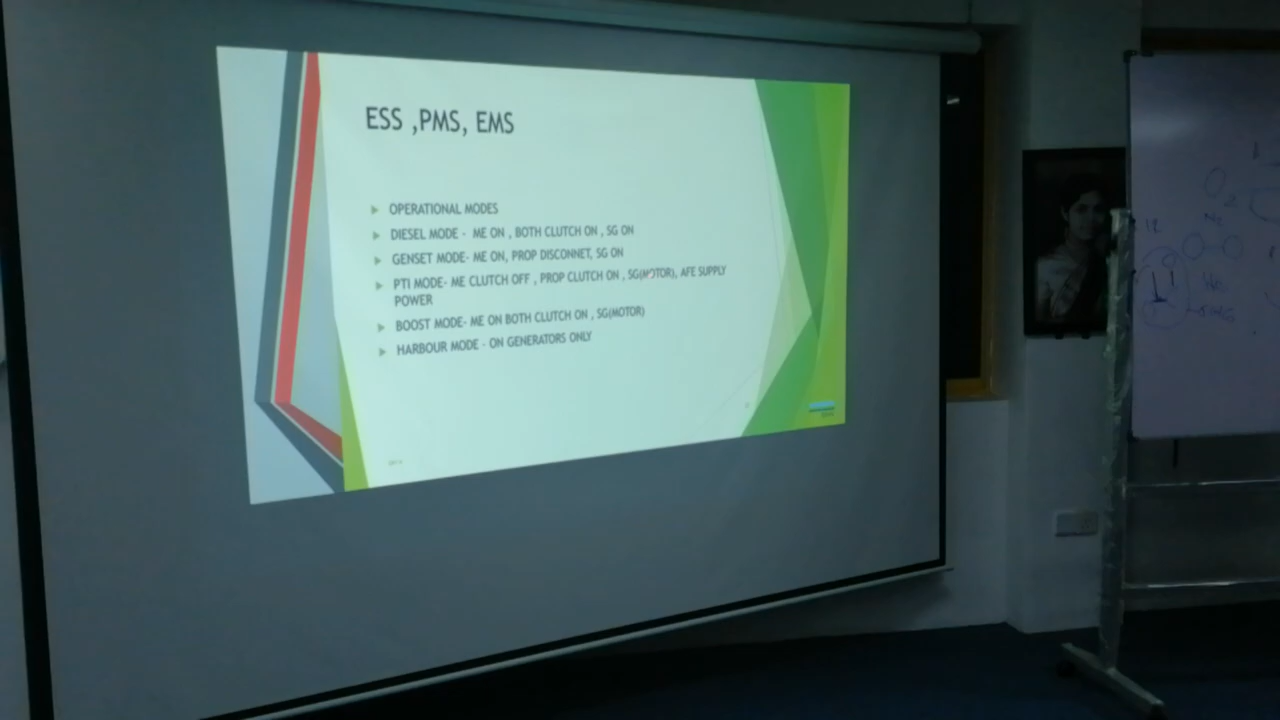 ESS ,PMS, EMS
OPERATIONAL MODES
DIESEL MODE - ME ON , BOTH CLUTCH ON , SG ON
GENSET MODE- ME ON, PROP DISCONNET, SG ON
PTI MODE- ME CLUTCH OFF , PROP CLUTCH ON , SG(MOTOR), AFE SUPPLY
POWER
BOOST MODE- ME ON BOTH CLUTCH ON , SG(MOTOR)
HARBOUR MODE - ON GENERATORS ONLY